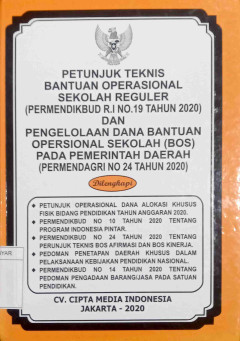 PETUNJUK TEKNIS
BANTUAN OPERASIONAL
SEKOLAH REGULER
(PERMENDIKBUD R.I NO.19 TAHUN 2020)
DAN
PENGELOLAAN DANA BANTUAN
OPERSIONAL SEKOLAH (BOS)
PADA PEMERINTAH DAERAH
(PERMENDAGRI NO 24 TAHUN 2020)
Dilengkapi
PETUNJUK OPERASIONAL DANA ALOKASI KHUSUS
FISIK BIDANG PENDIDIKAN TAHUN ANGGARAN 2020.
PERMENDIKBUD NO 10 TAHUN 2020 TENTANG
PROGRAM INDONESIA PINTAR.
PERMENDIKBUD NO 24 TAHUN 2020 TENTANG
PERUNJUK TEKNIS BOS AFIRMASI DAN BOS KINERJA.
PEDOMAN PENETAPAN DAERAH KHUSUS DALAM
PELAKSANAAN KEBIJAKAN PENDIDIKAN NASIONAL.
PERMENDIKBUD NO 14 TAHUN 2020 TENTANG
PEDOMAN PENGADAAN BARANG/JASA PADA SATUAN
PENDIDIKAN.
CV. CIPTA MEDIA INDONESIA
JAKARTA - 2020